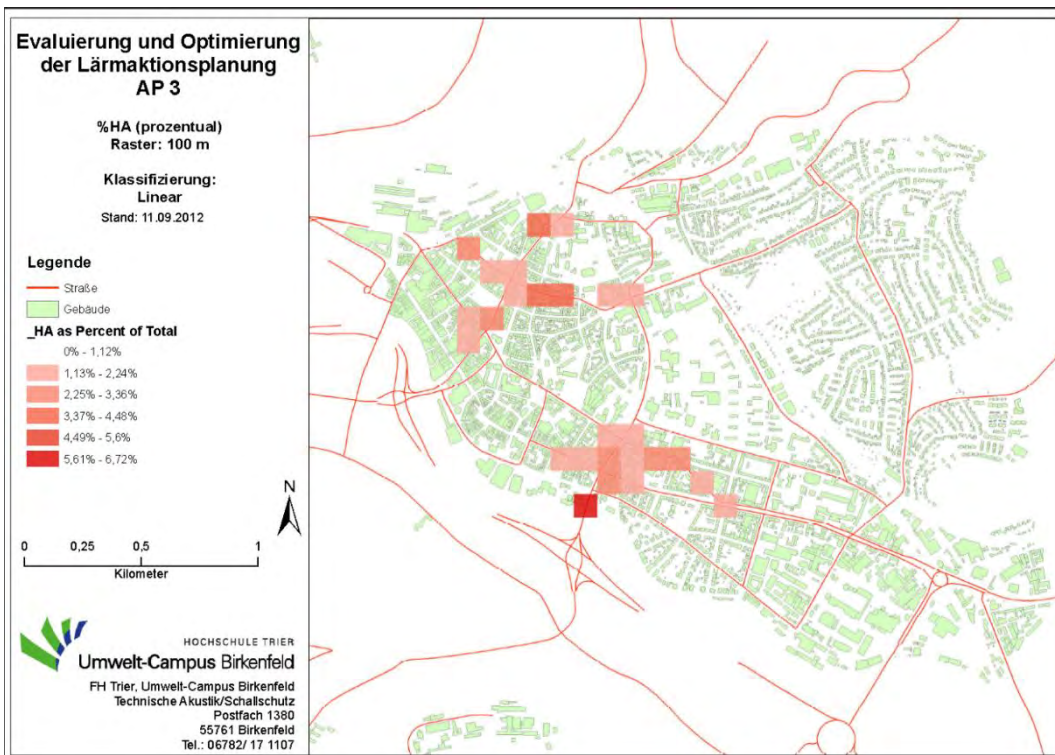 Evaluierung und Optimierung
der Lärmaktionsplanung
AP 3
%HA (prozentual)
Raster: 100 m
Klassifizierung:
Linear
Stand: 11.09.2012
Legende
Straße
Gebäude
_HA as Percent of Total
0% - 1,12%
1,13% - 2,24%
2,25% - 3,36%
3,37% - 4,48%
4,49% - 5,6%
5,61% - 6,72%
N
0 0,25 0,5 1
Kilometer
HOCHSCHULE TRIER
Umwelt-Campus Birkenfeld
FH Trier, Umwelt-Campus Birkenfeld
Technische Akustik/Schallschutz
Postfach 1380
55761 Birkenfeld
Tel.: 06782/ 17 1107